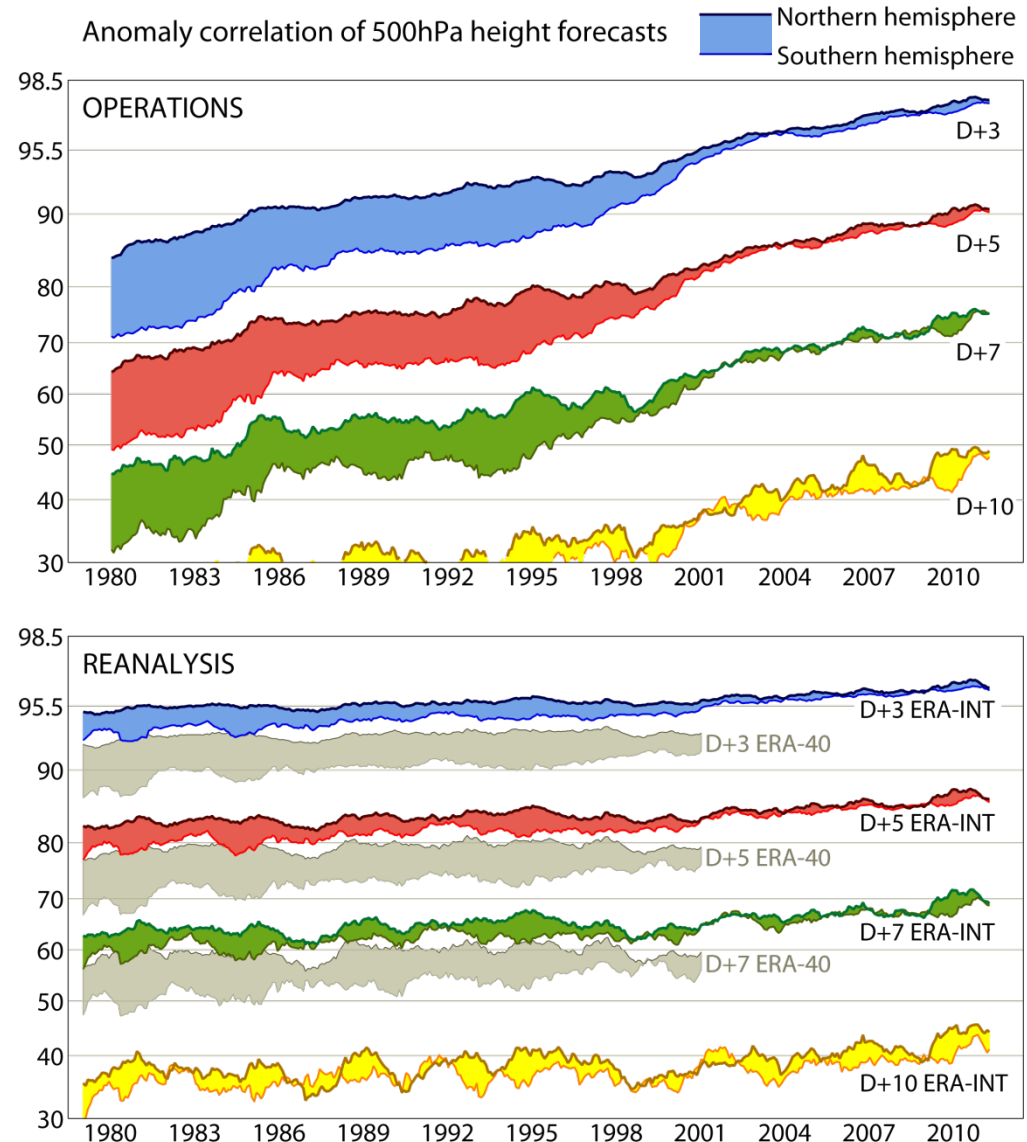 Anomaly correlation of 500hPa height forecasts
Northern hemisphere
Southern hemisphere
98.5
OPERATIONS
D+3
95.5
90
D+5
80
70
D+7
60
50
40
D+10
30
1980 1983 1986 1989 1992 1995 1998 2001 2004 2007 2010
98.5
REANALYSIS
95.5
D+3 ERA-INT
D+3 ERA-40
90
D+5 ERA-INT
80
D+5 ERA-40
70
D+7 ERA-INT
60
D+7 ERA-40
50
40
D+10 ERA-INT
30
1980 1983 1986 1989 1992 1995 1998 2001 2004 2007 2010